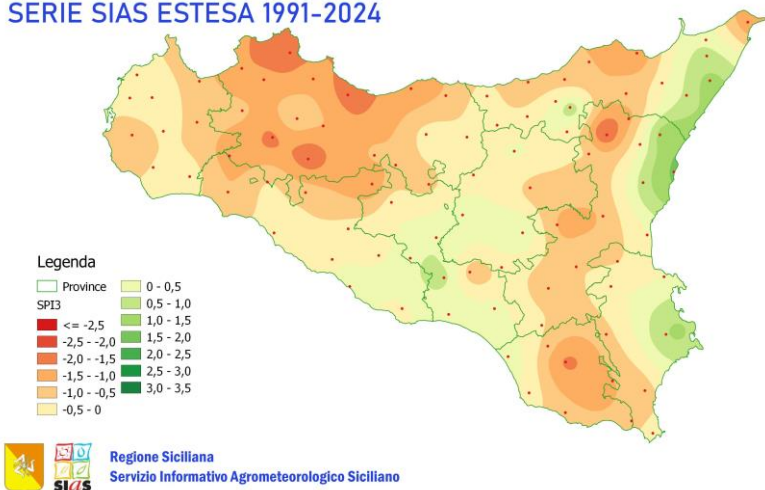 SERIE SIAS ESTESA 1991-2024
Legenda
Province
SPI3
<= -2,5
-2,5 - -2,0
-2,0 - -1,5
-1,5 - -1,0
-1,0 - -0,5
-0,5 - 0
0 - 0,5
0,5 - 1,0
1,0 - 1,5
1,5 - 2,0
2,0 - 2,5
2,5 - 3,0
3,0 - 3,5
sias
Regione Siciliana
Servizio Informativo Agrometeorologico Siciliano